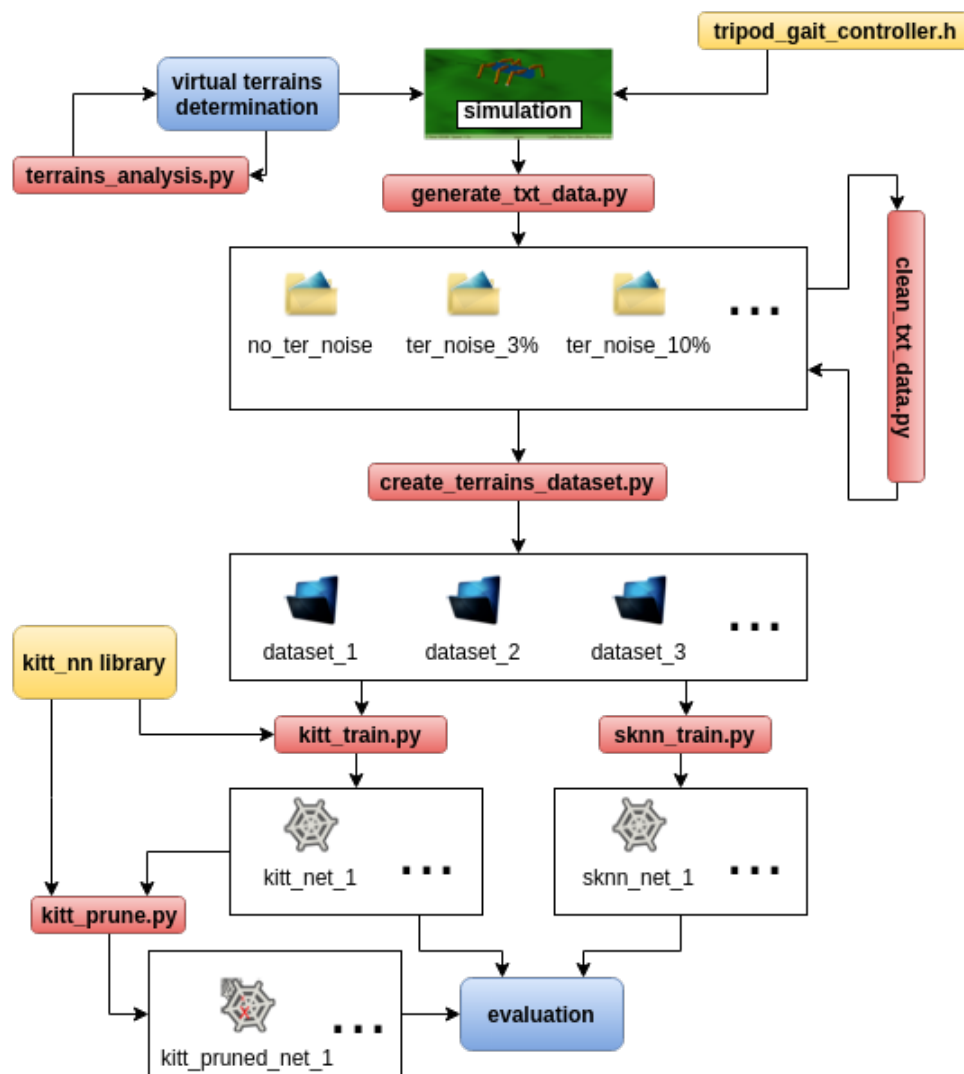 tripod_gait_controller.h
virtual terrains
determination
simulation
terrains_analysis.py
generate_txt_data.py
clean_txt_data.py
no_ter_noise
ter_noise_3%
ter_noise_10%
...
create_terrains_dataset.py
dataset_1
dataset_2
dataset_3
...
kitt_nn library
kitt_train.py
sknn_train.py
kitt_net_1
...
sknn_net_1
...
kitt_prune.py
kitt_pruned_net_1
...
evaluation